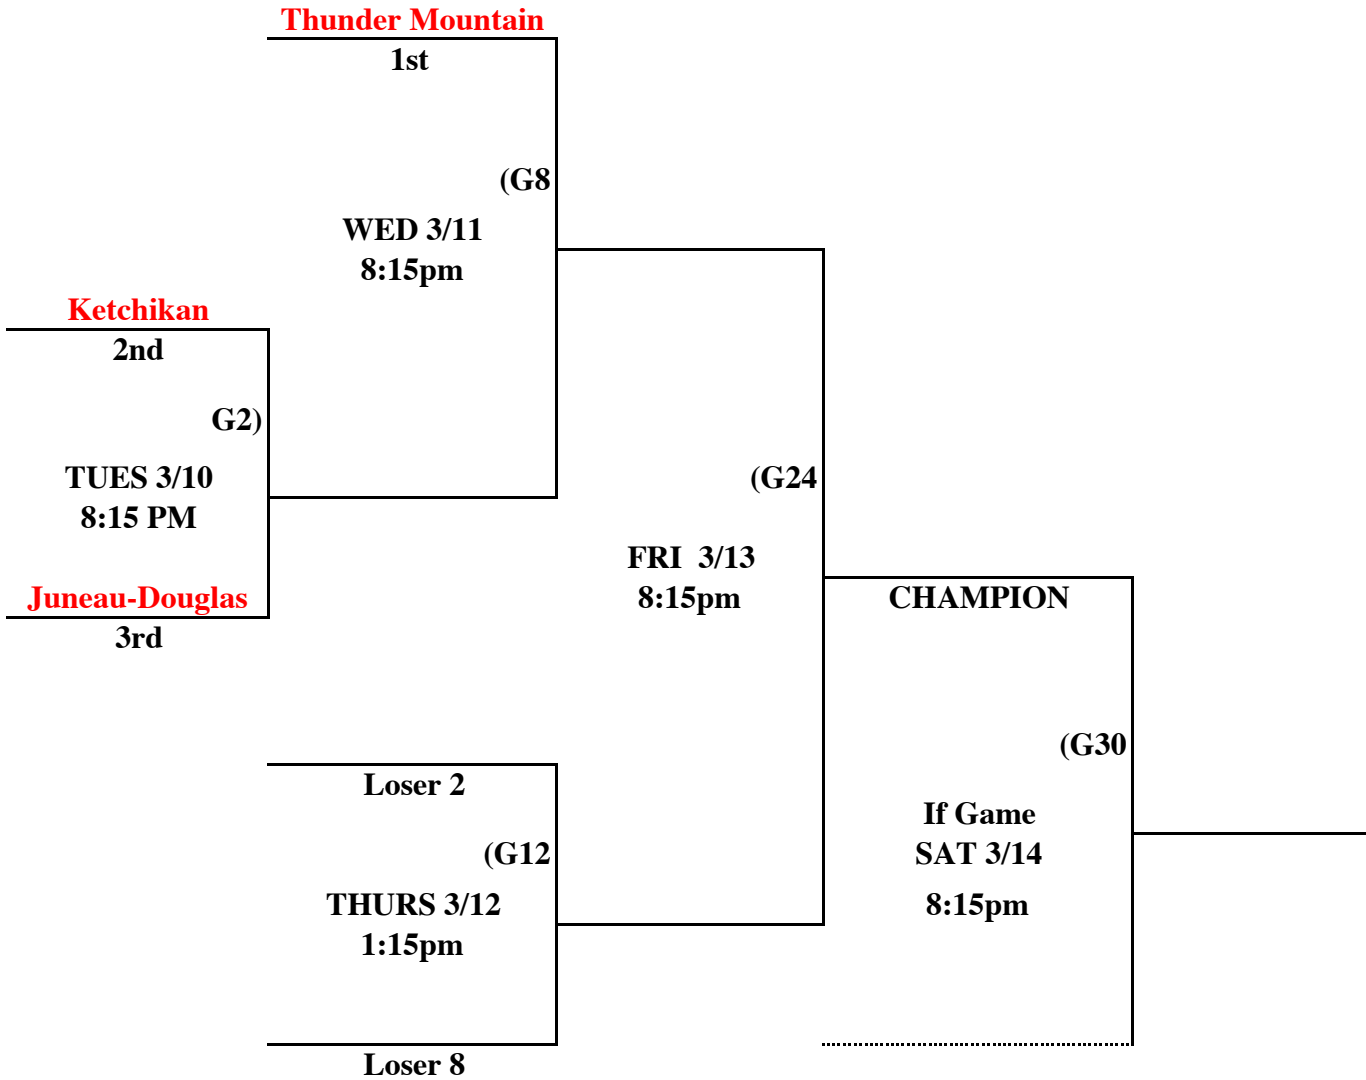 Thunder Mountain
1st
(G8
WED 3/11
8:15pm
Ketchikan
2nd
G2)
TUES 3/10
8:15 PM
Juneau-Douglas
3rd
(G24
FRI  3/13
8:15pm
CHAMPION
(G30
If Game
SAT 3/14
8:15pm
Loser 2
(G12
THURS 3/12
1:15pm
Loser 8